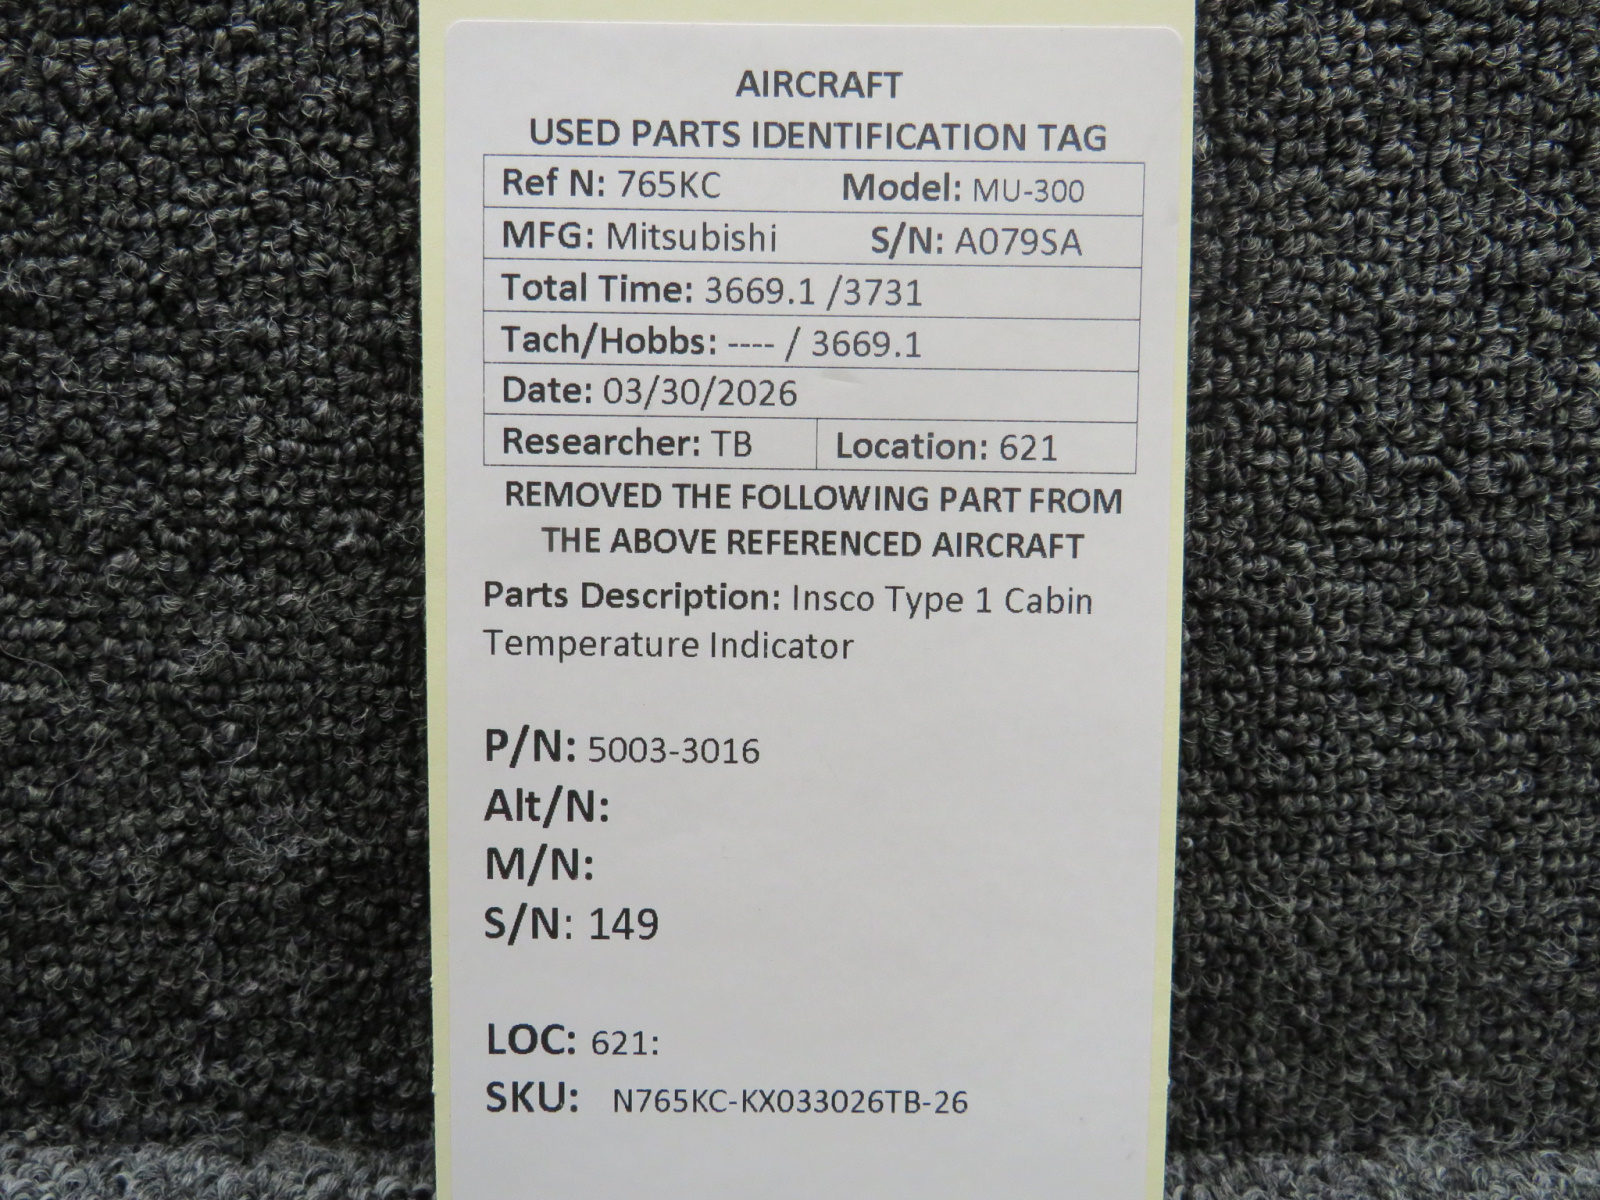 AIRCRAFT
USED PARTS IDENTIFICATION TAG
Ref N: 765KC Model: MU-300
MFG: Mitsubishi S/N: A079SA
Total Time: 3669.1 /3731
Tach/Hobbs: ---- / 3669.1
Date: 03/30/2026
Researcher: TB Location: 621
REMOVED THE FOLLOWING PART FROM
THE ABOVE REFERENCED AIRCRAFT
Parts Description: Insco Type 1 Cabin
Temperature Indicator
P/N: 5003-3016
Alt/N:
M/N:
S/N: 149
LOC: 621:
SKU: N765KC-KX033026TB-26